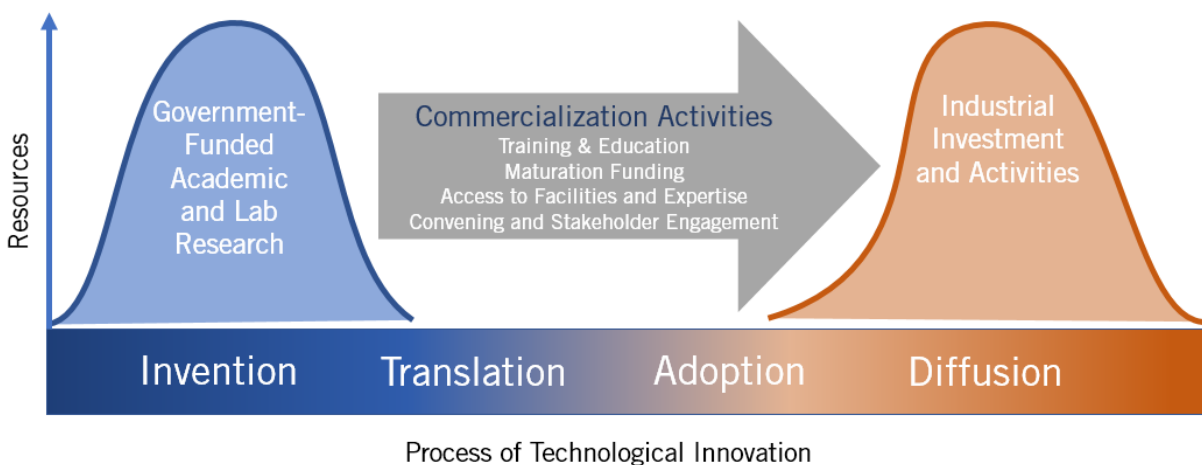 Resources
Government-
Funded
Academic
and Lab
Research
Commercialization Activities
Training & Education
Maturation Funding
Access to Facilities and Expertise
Convening and Stakeholder Engagement
Industrial
Investment
and Activities
Invention
Translation
Adoption
Diffusion
Process of Technological Innovation